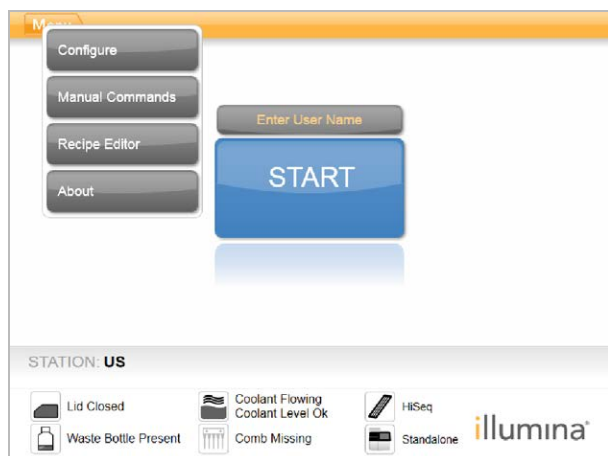 Menu
Configure
Manual Commands
Recipe Editor
About
Enter User Name
START
STATION: US
Lid Closed
Coolant Flowing
Coolant Level Ok
HiSeq
Waste Bottle Present
Comb Missing
Standalone
illumina®